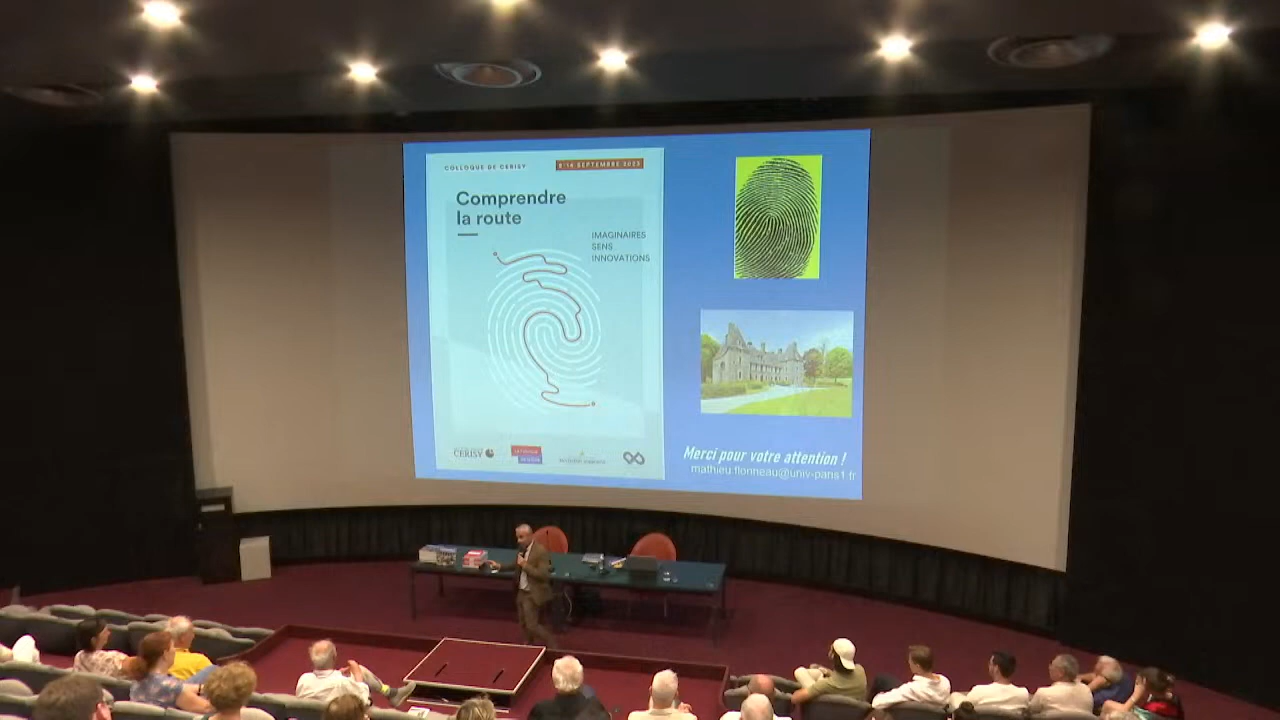 COLLOQUE DE CERISY
8-14 SEPTEMBRE 2023
Comprendre
la route
IMAGINAIRES
SENS
INNOVATIONS
CERISY
Merci pour votre attention !
mathieu.flonneau@univ-paris1.fr